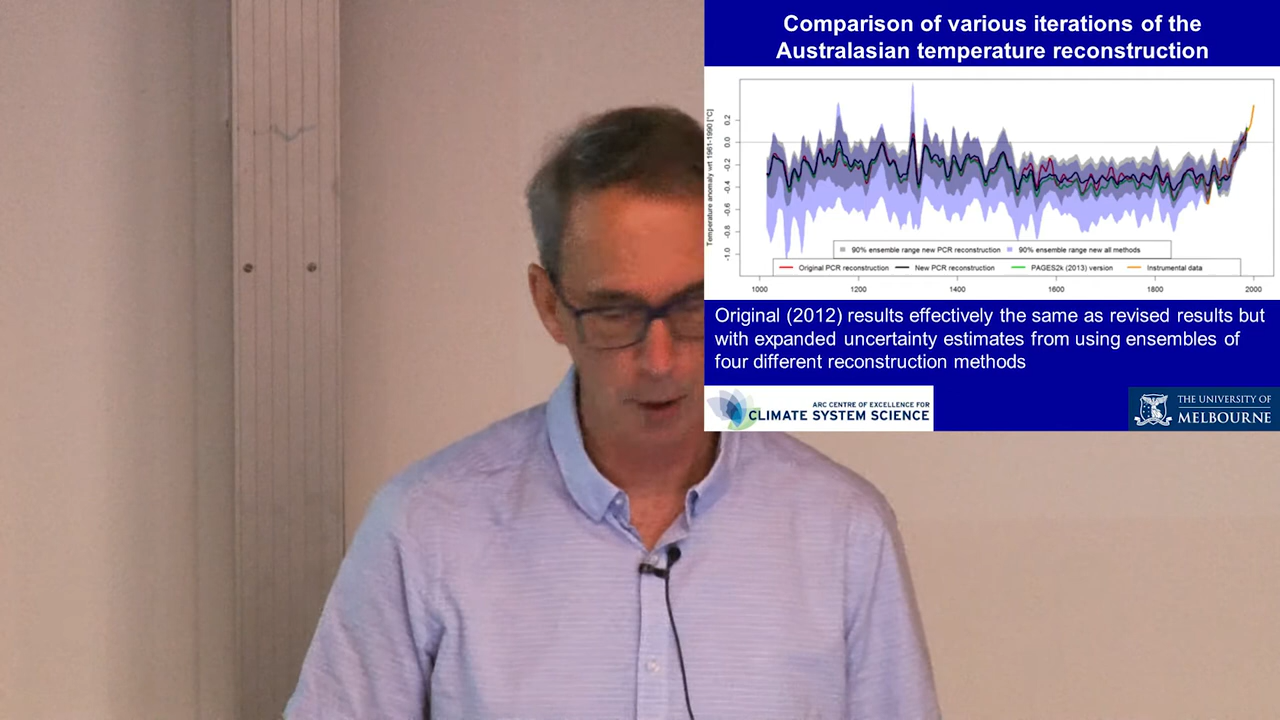 Comparison of various iterations of the
Australasian temperature reconstruction
Temperature anomaly wrt 1961-1990 [°C]
0.2
0.0
-0.2
-0.4
-0.6
-0.8
-1.0
90% ensemble range new PCR reconstruction 90% ensemble range new all methods
Original PCR reconstruction New PCR reconstruction PAGES2k (2013) version Instrumental data
1000 1200 1400 1600 1800 2000
Original (2012) results effectively the same as revised results but
with expanded uncertainty estimates from using ensembles of
four different reconstruction methods
ARC CENTRE OF EXCELLENCE FOR
CLIMATE SYSTEM SCIENCE
THE UNIVERSITY OF
MELBOURNE